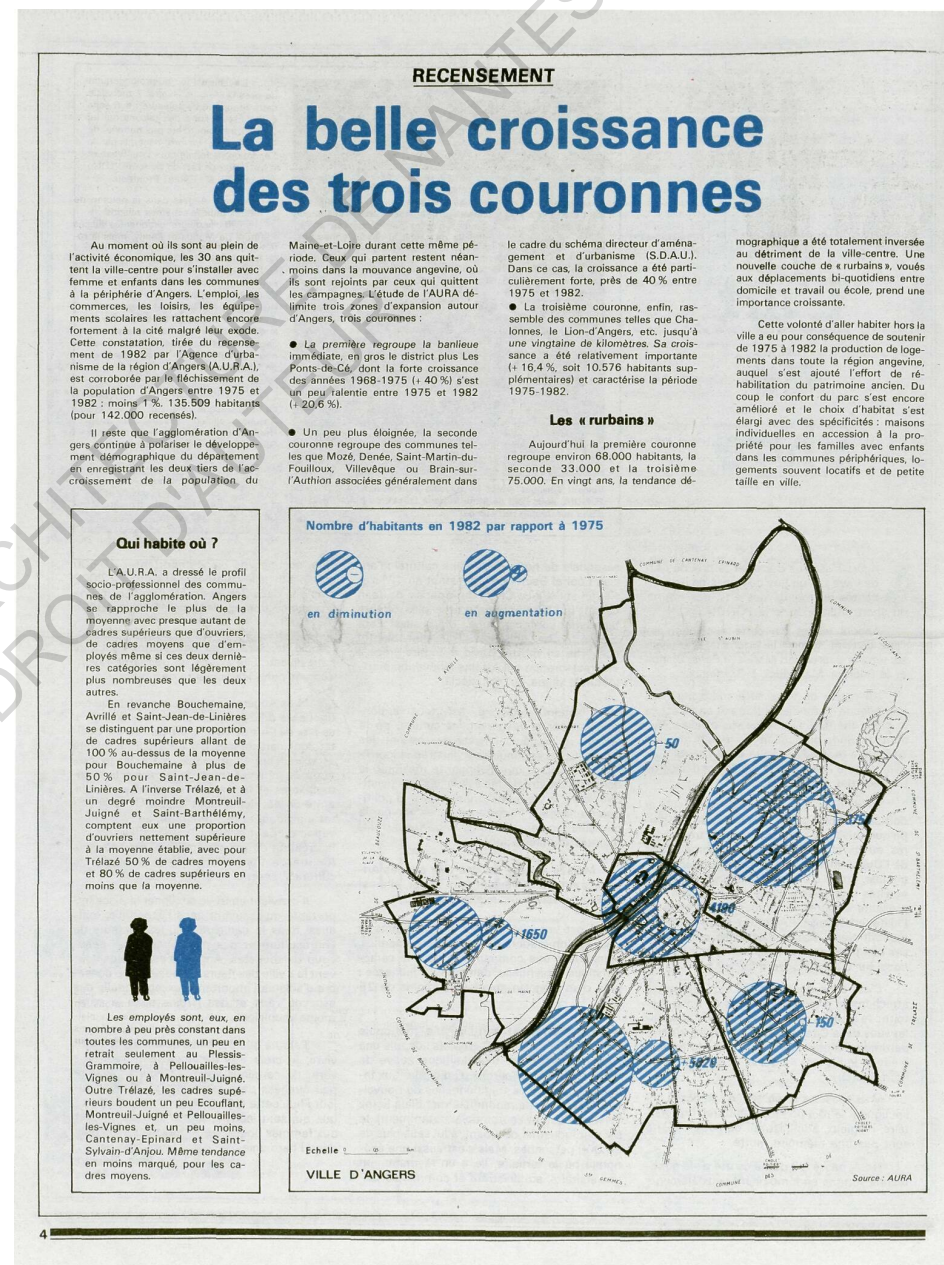 RECENSEMENT
La belle croissance
des trois couronnes
Au moment où ils sont au plein de
l'activité économique, les 30 ans quit-
tent la ville-centre pour s'installer avec
femme et enfants dans les communes
à la périphérie d'Angers. L'emploi, les
commerces, les loisirs, les équipe-
ments scolaires les rattachent encore
fortement à la cité malgré leur exode.
Cette constatation, tirée du recense-
ment de 1982 par l'Agence d'urba-
nisme de la région d'Angers (A.U.R.A.),
est corroborée par le fléchissement de
la population d'Angers entre 1975 et
1982 : moins 1 %. 135.509 habitants
(pour 142.000 recensés).
Il reste que l'agglomération d'An-
gers continue à polariser le développe-
ment démographique du département
en enregistrant les deux tiers de l'ac-
croissement de la population du
Maine-et-Loire durant cette même pé-
riode. Ceux qui partent restent néan-
moins dans la mouvance angevine, où
ils sont rejoints par ceux qui quittent
les campagnes. L'étude de l'AURA dé-
limite trois zones d'expansion autour
d'Angers, trois couronnes :
● La première regroupe la banlieue
immédiate, en gros le district plus Les
Ponts-de-Cé, dont la forte croissance
des années 1968-1975 (+ 40 %) s'est
un peu ralentie entre 1975 et 1982
(+ 20,6 %).
● Un peu plus éloignée, la seconde
couronne regroupe des communes tel-
les que Mozé, Denée, Saint-Martin-du-
Fouilloux, Villevêque ou Brain-sur-
l'Authion associées généralement dans
le cadre du schéma directeur d'aména-
gement et d'urbanisme (S.D.A.U.).
Dans ce cas, la croissance a été parti-
culièrement forte, près de 40 % entre
1975 et 1982.
● La troisième couronne, enfin, ras-
semble des communes telles que Cha-
lonnes, le Lion-d'Angers, etc. jusqu'à
une vingtaine de kilomètres. Sa crois-
sance a été relativement importante
(+ 16,4 %, soit 10.576 habitants sup-
plémentaires) et caractérise la période
1975-1982.
Les « rurbains »
Aujourd'hui la première couronne
regroupe environ 68.000 habitants, la
seconde 33.000 et la troisième
75.000. En vingt ans, la tendance dé-
mographique a été totalement inversée
au détriment de la ville-centre. Une
nouvelle couche de « rurbains », voués
aux déplacements bi-quotidiens entre
domicile et travail ou école, prend une
importance croissante.
Cette volonté d'aller habiter hors la
ville a eu pour conséquence de soutenir
de 1975 à 1982 la production de loge-
ments dans toute la région angevine,
auquel s'est ajouté l'effort de ré-
habilitation du patrimoine ancien. Du
coup le confort du parc s'est encore
amélioré et le choix d'habitat s'est
élargi avec des spécificités : maisons
individuelles en accession à la pro-
priété pour les familles avec enfants
dans les communes périphériques, lo-
gements souvent locatifs et de petite
taille en ville.
Qui habite où ?
L'A.U.R.A. a dressé le profil
socio-professionnel des commu-
nes de l'agglomération. Angers
se rapproche le plus de la
moyenne avec presque autant de
cadres supérieurs que d'ouvriers,
de cadres moyens que d'em-
ployés même si ces deux derniè-
res catégories sont légèrement
plus nombreuses que les deux
autres.
En revanche Bouchemaine,
Avrillé et Saint-Jean-de-Linières
se distinguent par une proportion
de cadres supérieurs allant de
100 % au-dessus de la moyenne
pour Bouchemaine à plus de
50 % pour Saint-Jean-de-
Linières. A l'inverse Trélazé, et à
un degré moindre Montreuil-
Juigné et Saint-Barthélémy,
comptent eux une proportion
d'ouvriers nettement supérieure
à la moyenne établie, avec pour
Trélazé 50 % de cadres moyens
et 80 % de cadres supérieurs en
moins que la moyenne.
Les employés sont, eux, en
nombre à peu près constant dans
toutes les communes, un peu en
retrait seulement au Plessis-
Grammoire, à Pellouailles-les-
Vignes ou à Montreuil-Juigné.
Outre Trélazé, les cadres supé-
rieurs boudent un peu Ecouflant,
Montreuil-Juigné et Pellouailles-
les-Vignes et, un peu moins,
Cantenay-Epinard et Saint-
Sylvain-d'Anjou. Même tendance
en moins marqué, pour les ca-
dres moyens.
Nombre d'habitants en 1982 par rapport à 1975
en diminution
en augmentation
COMMUNE DE CANTENAY EPINARD
ILE ST-AUBIN
COMMUNE
D'AVRILLE
COMMUNE
-50
4190
+1650
-150
5020
COMMUNE DE BOUCHEMAINE
COMMUNE DE TRELAZE
COMMUNE
GEMMES
COMMUNE
DES
Echelle
VILLE D'ANGERS
Source : AURA
4
ARCHITECTURE DE NANTES
DROIT D'AUTEUR